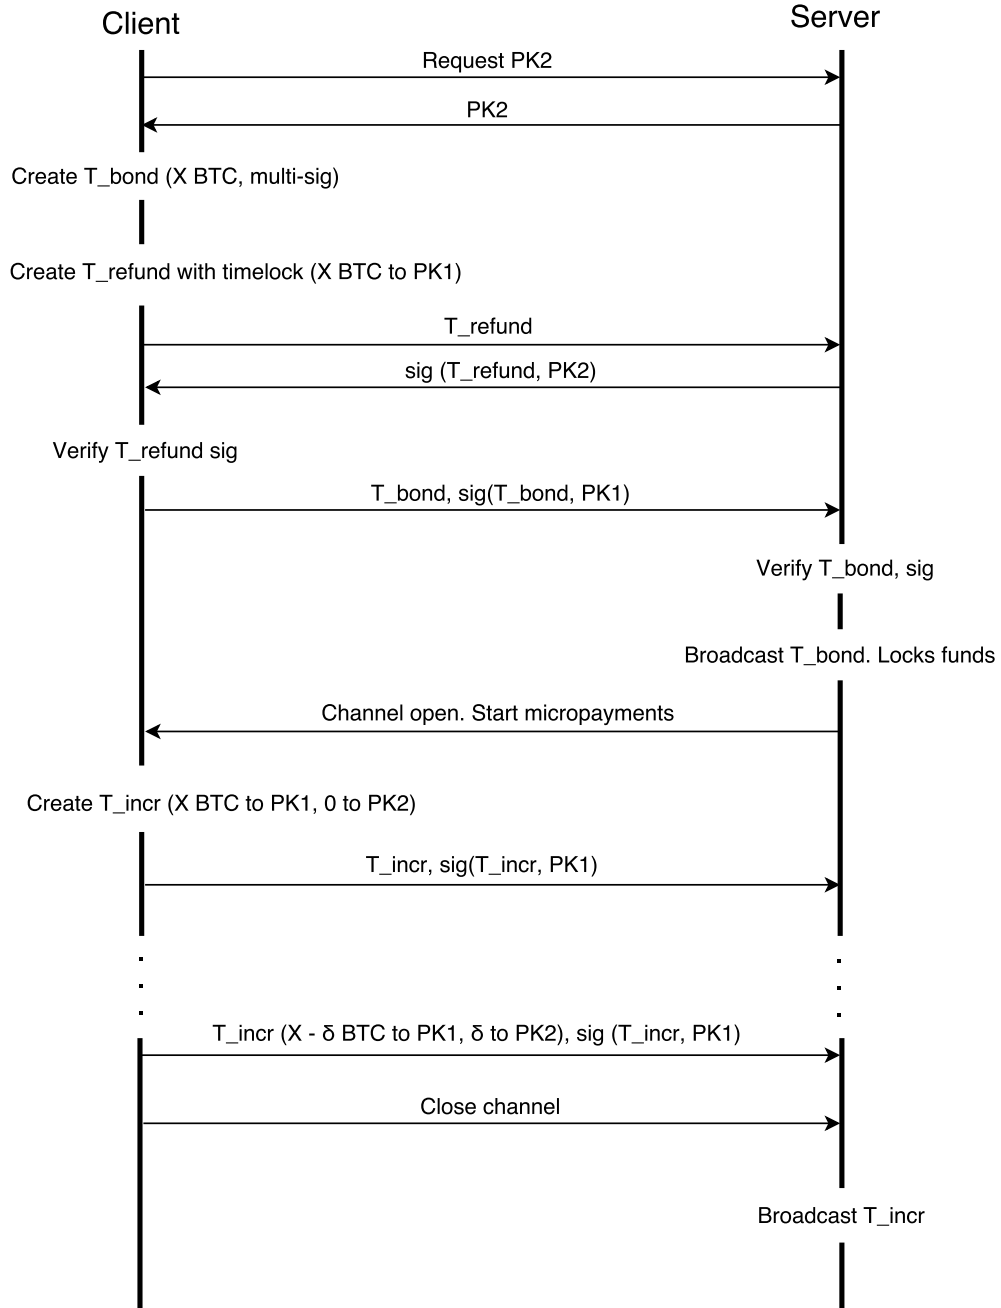 Client
Server
Request PK2
PK2
Create T_bond (X BTC, multi-sig)
Create T_refund with timelock (X BTC to PK1)
T_refund
sig (T_refund, PK2)
Verify T_refund sig
T_bond, sig(T_bond, PK1)
Verify T_bond, sig
Broadcast T_bond. Locks funds
Channel open. Start micropayments
Create T_incr (X BTC to PK1, 0 to PK2)
T_incr, sig(T_incr, PK1)
T_incr (X - δ BTC to PK1, δ to PK2), sig (T_incr, PK1)
Close channel
Broadcast T_incr